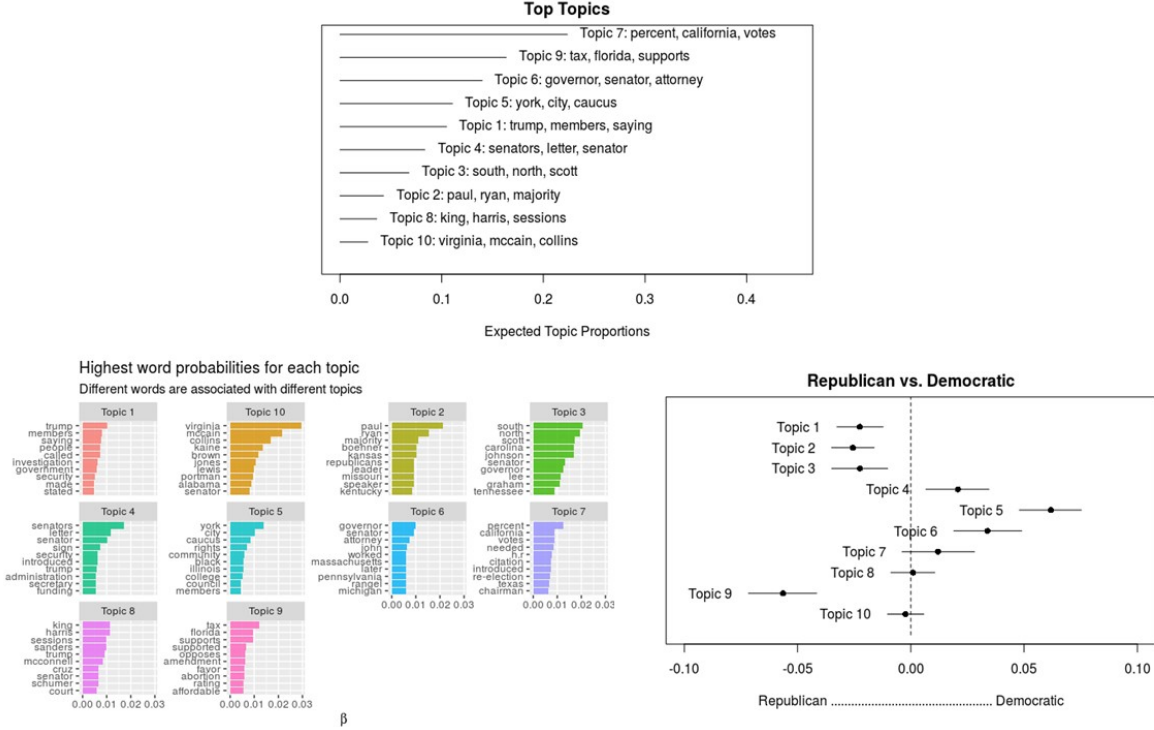 Top Topics
Topic 7: percent, california, votes
Topic 9: tax, florida, supports
Topic 6: governor, senator, attorney
Topic 5: york, city, caucus
Topic 1: trump, members, saying
Topic 4: senators, letter, senator
Topic 3: south, north, scott
Topic 2: paul, ryan, majority
Topic 8: king, harris, sessions
Topic 10: virginia, mccain, collins
0.0 0.1 0.2 0.3 0.4
Expected Topic Proportions
Highest word probabilities for each topic
Different words are associated with different topics
Topic 1
trump
members
saying
people
called
investigation
government
security
made
stated
Topic 10
virginia
mccain
collins
kaine
brown
jones
lewis
portman
alabama
senator
Topic 2
paul
ryan
majority
boehner
kansas
republicans
leader
missouri
speaker
kentucky
Topic 3
south
north
scott
carolina
johnson
senator
governor
lee
graham
tennessee
Topic 4
senators
letter
senator
sign
security
introduced
trump
administration
secretary
funding
Topic 5
york
city
caucus
rights
community
black
illinois
college
council
members
Topic 6
governor
senator
attorney
john
worked
massachusetts
later
pennsylvania
rangel
michigan
0.00 0.01 0.02 0.03
Topic 7
percent
california
votes
needed
h.r
citation
introduced
re-election
texas
chairman
0.00 0.01 0.02 0.03
Topic 8
king
harris
sessions
sanders
trump
mcconnell
cruz
senator
schumer
court
0.00 0.01 0.02 0.03
Topic 9
tax
florida
supports
supported
opposes
amendment
favor
abortion
rating
affordable
0.00 0.01 0.02 0.03
β
Republican vs. Democratic
Topic 1
Topic 2
Topic 3
Topic 4
Topic 5
Topic 6
Topic 7
Topic 8
Topic 9
Topic 10
-0.10 -0.05 0.00 0.05 0.10
Republican ...................................... Democratic